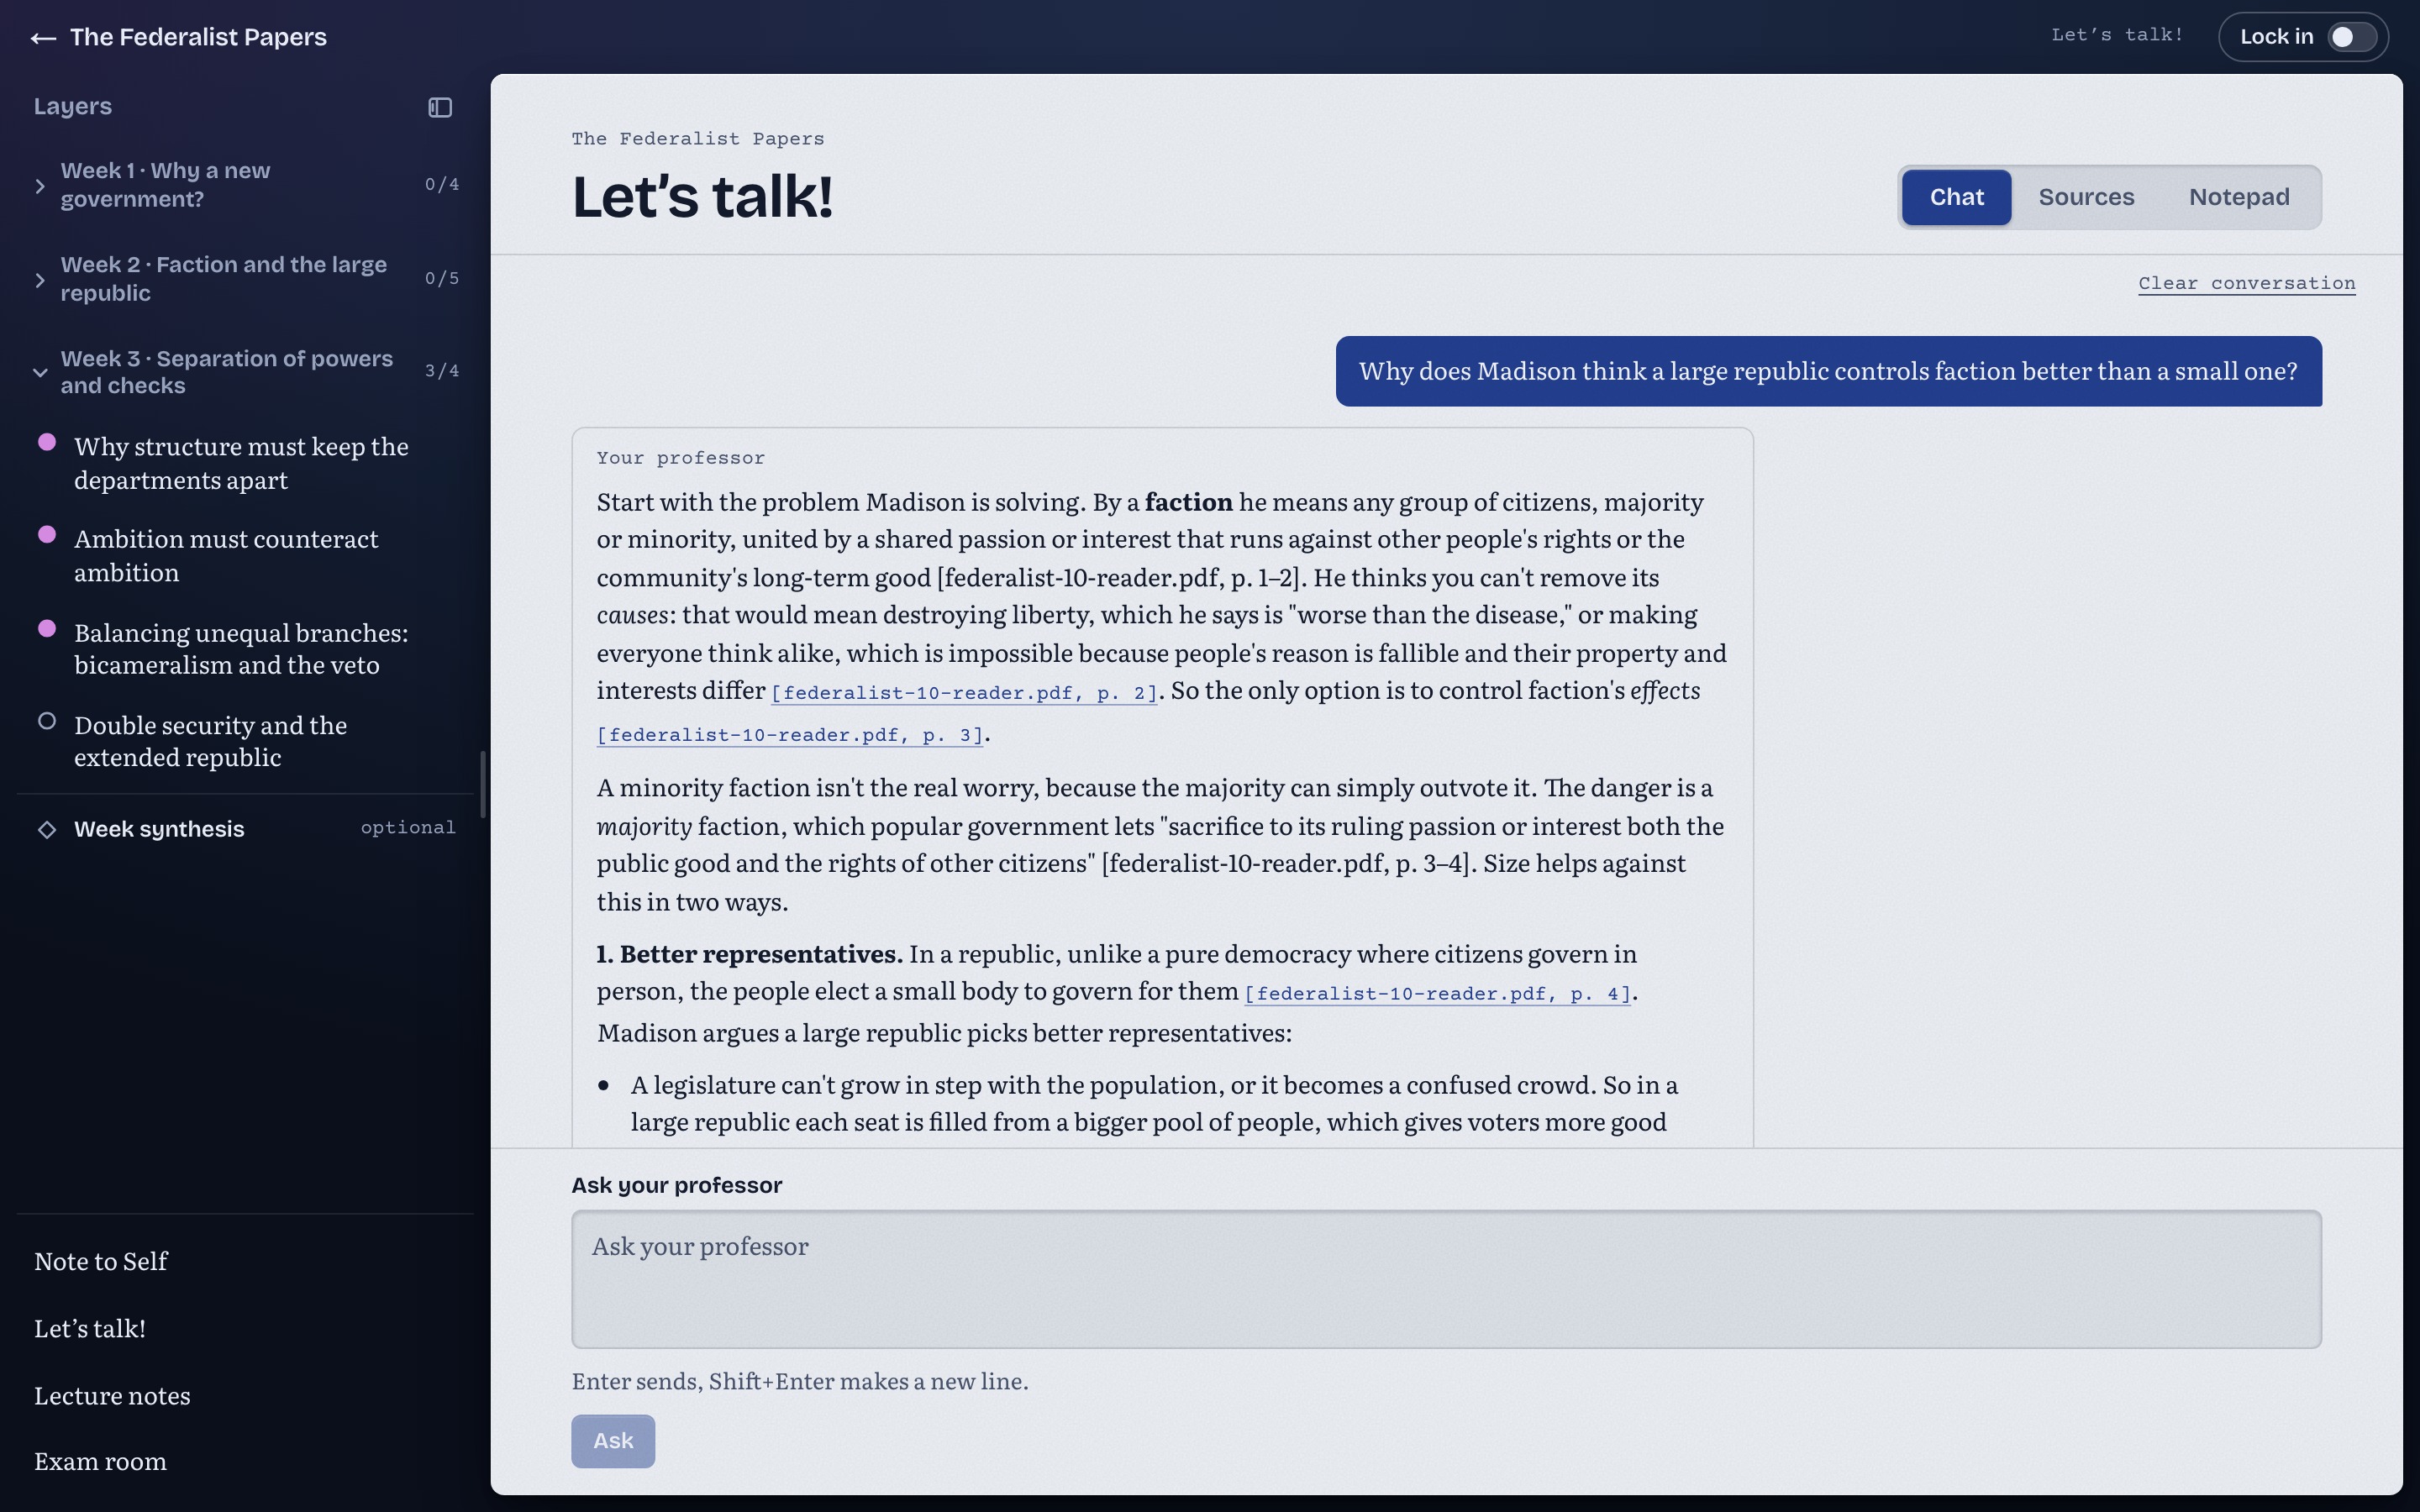 ← The Federalist Papers
Let's talk!
Lock in
Layers
Week 1 · Why a new
government?
0/4
Week 2 · Faction and the large
republic
0/5
Week 3 · Separation of powers
and checks
3/4
Why structure must keep the
departments apart
Ambition must counteract
ambition
Balancing unequal branches:
bicameralism and the veto
Double security and the
extended republic
Week synthesis
optional
Note to Self
Let’s talk!
Lecture notes
Exam room
The Federalist Papers
Let’s talk!
Chat
Sources
Notepad
Clear conversation
Why does Madison think a large republic controls faction better than a small one?
Your professor
Start with the problem Madison is solving. By a faction he means any group of citizens, majority
or minority, united by a shared passion or interest that runs against other people's rights or the
community's long-term good [federalist-10-reader.pdf, p. 1–2]. He thinks you can't remove its
causes: that would mean destroying liberty, which he says is "worse than the disease," or making
everyone think alike, which is impossible because people's reason is fallible and their property and
interests differ [federalist-10-reader.pdf, p. 2]. So the only option is to control faction's effects
[federalist-10-reader.pdf, p. 3].
A minority faction isn't the real worry, because the majority can simply outvote it. The danger is a
majority faction, which popular government lets "sacrifice to its ruling passion or interest both the
public good and the rights of other citizens" [federalist-10-reader.pdf, p. 3–4]. Size helps against
this in two ways.
1. Better representatives. In a republic, unlike a pure democracy where citizens govern in
person, the people elect a small body to govern for them [federalist-10-reader.pdf, p. 4].
Madison argues a large republic picks better representatives:
• A legislature can't grow in step with the population, or it becomes a confused crowd. So in a
large republic each seat is filled from a bigger pool of people, which gives voters more good
Ask your professor
Ask your professor
Enter sends, Shift+Enter makes a new line.
Ask